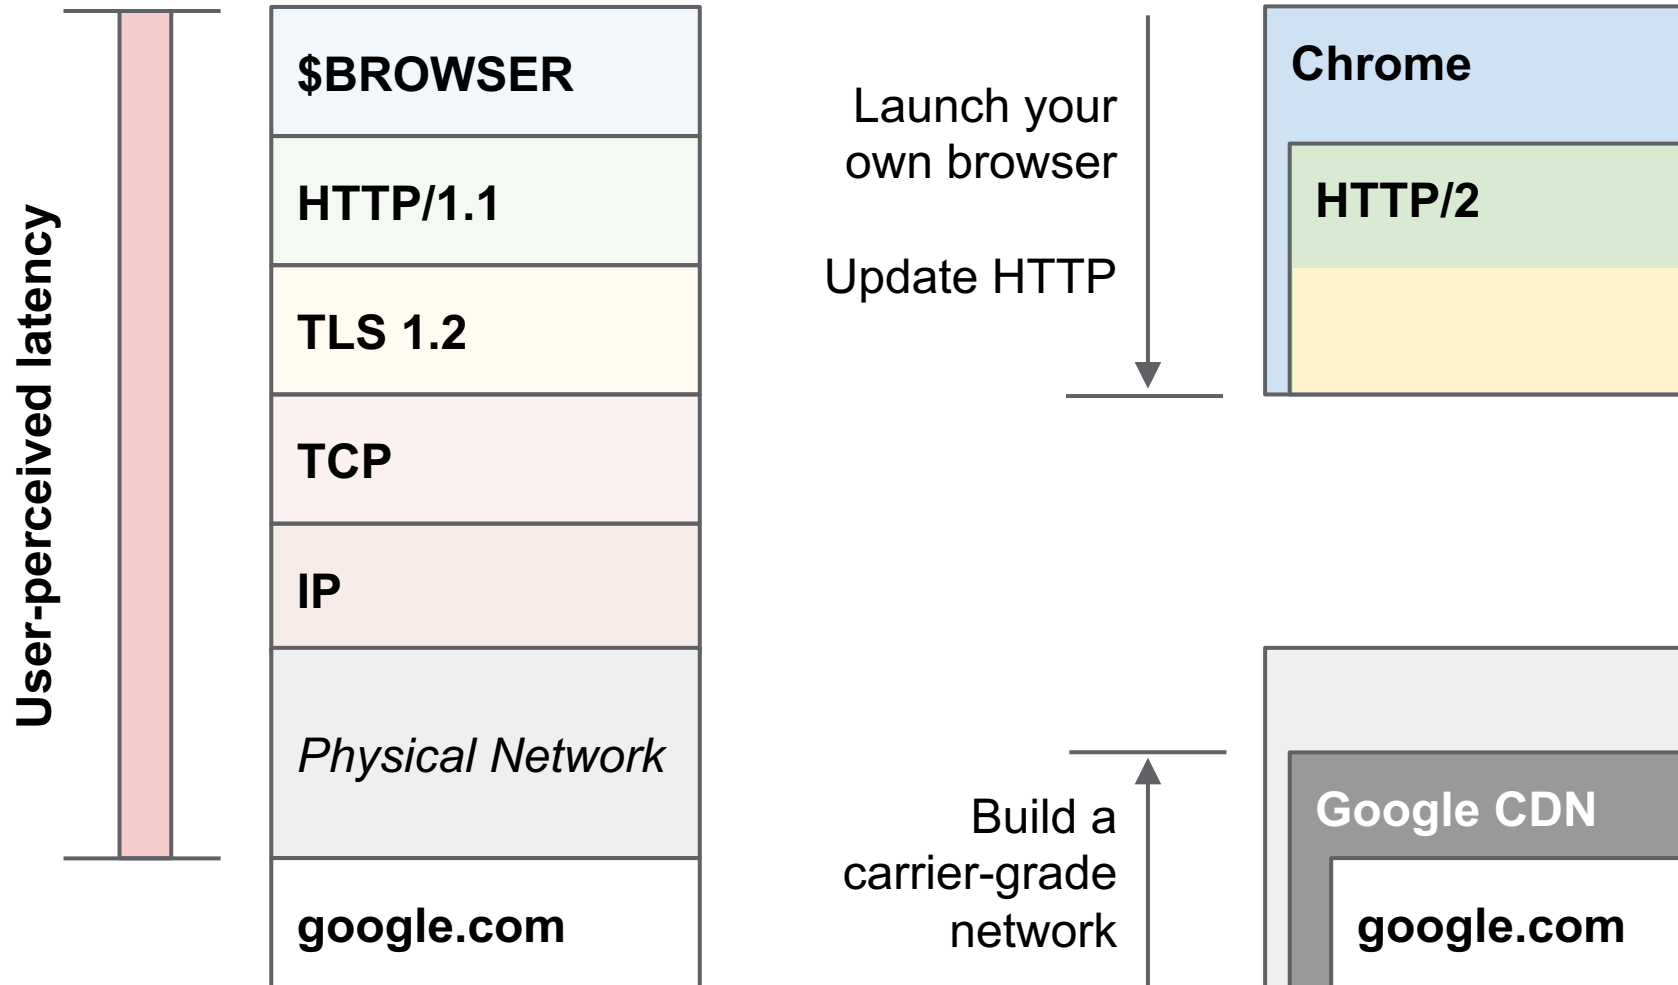 User-perceived latency
$BROWSER
HTTP/1.1
TLS 1.2
TCP
IP
Physical Network
google.com
Launch your
own browser
Update HTTP
Build a
carrier-grade
network
Chrome
HTTP/2
Google CDN
google.com